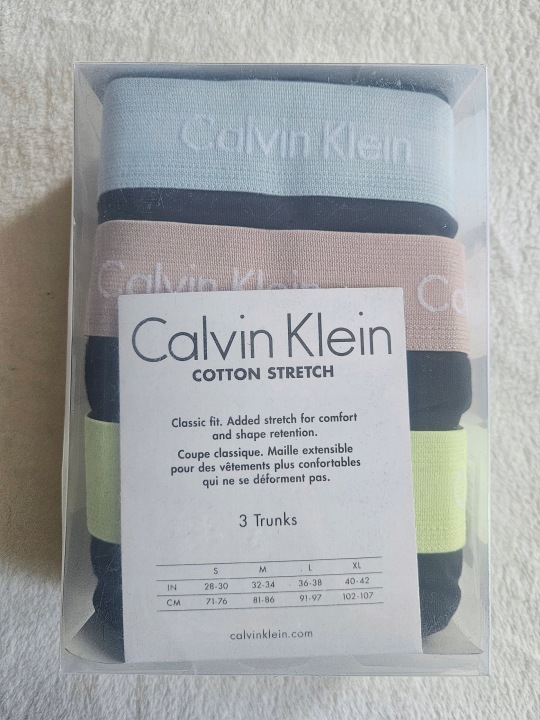 Calvin Klein
Calvin Klein
Calvin Klein
COTTON STRETCH
Classic fit. Added stretch for comfort
and shape retention.
Coupe classique. Maille extensible
pour des vêtements plus confortables
qui ne se déforment pas.
3 Trunks
S M L XL
IN 28-30 32-34 36-38 40-42
CM 71-76 81-86 91-97 102-107
calvinklein.com